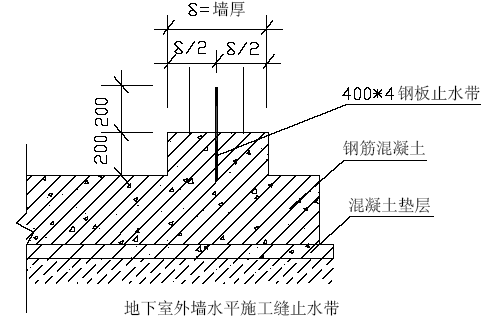 δ=墙厚
δ/2 δ/2
200 200
400*4钢板止水带
钢筋混凝土
混凝土垫层
地下室外墙水平施工缝止水带